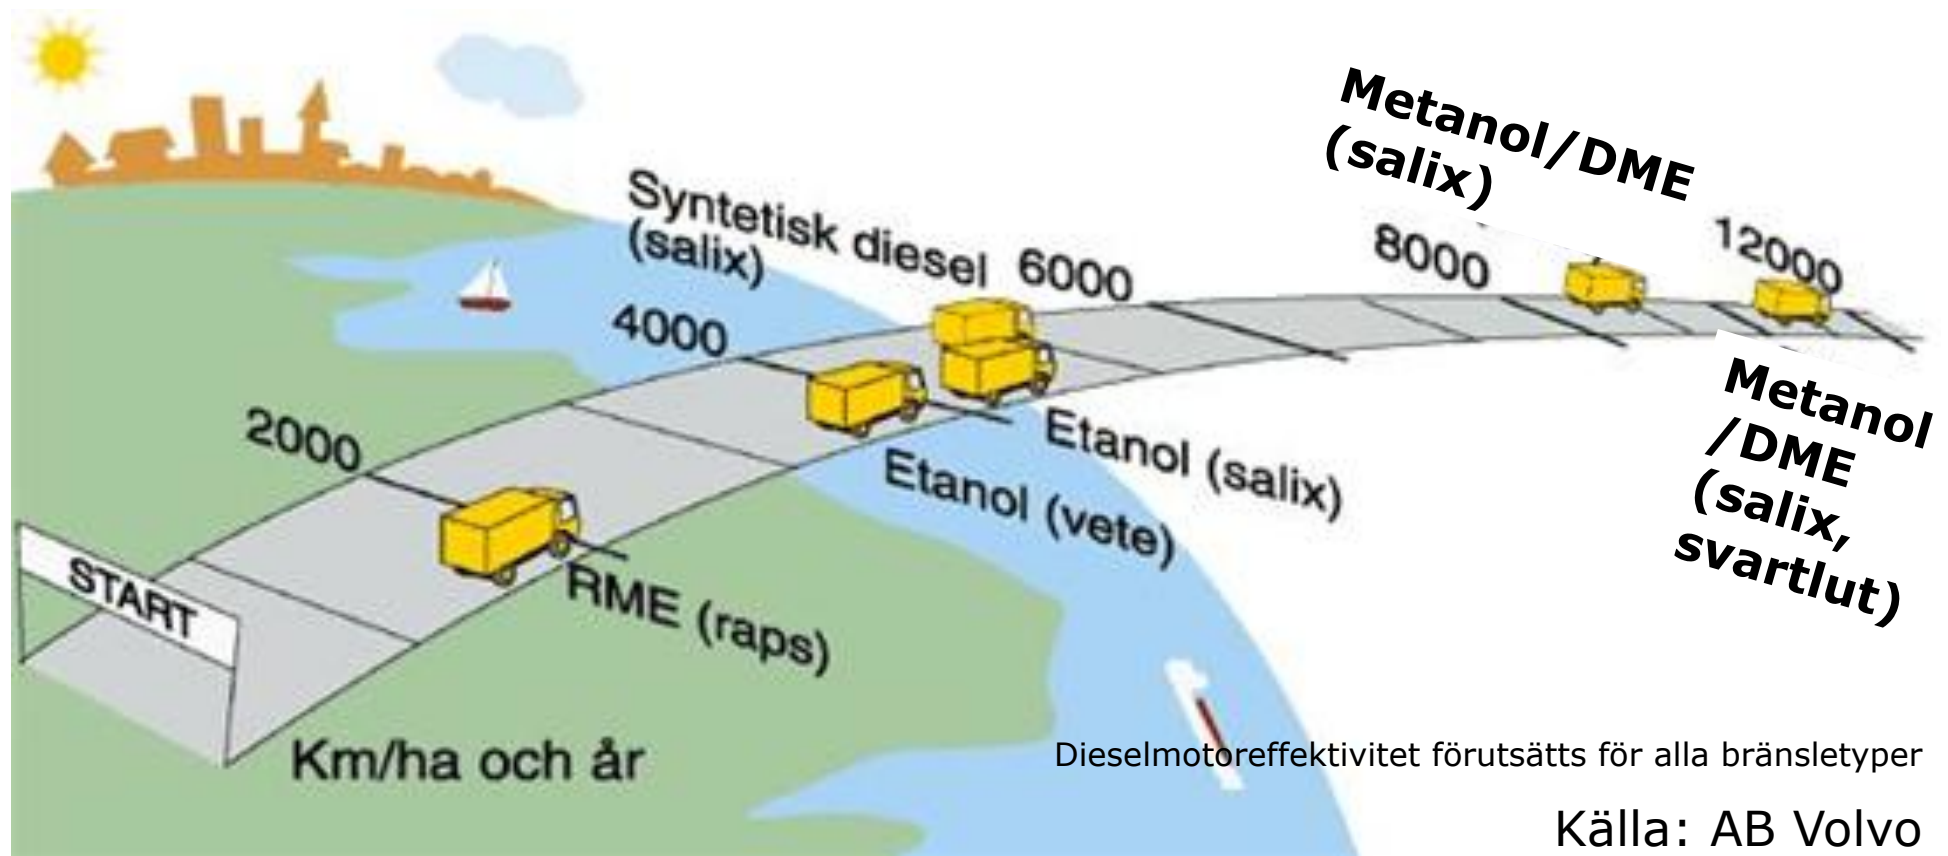 Metanol/DME
(salix)
Syntetisk diesel
(salix)
6000
8000
12000
4000
2000
Metanol
/DME
(salix,
svartlut)
Etanol (salix)
Etanol (vete)
START
RME (raps)
Km/ha och år
Dieselmotoreffektivitet förutsätts för alla bränsletyper
Källa: AB Volvo